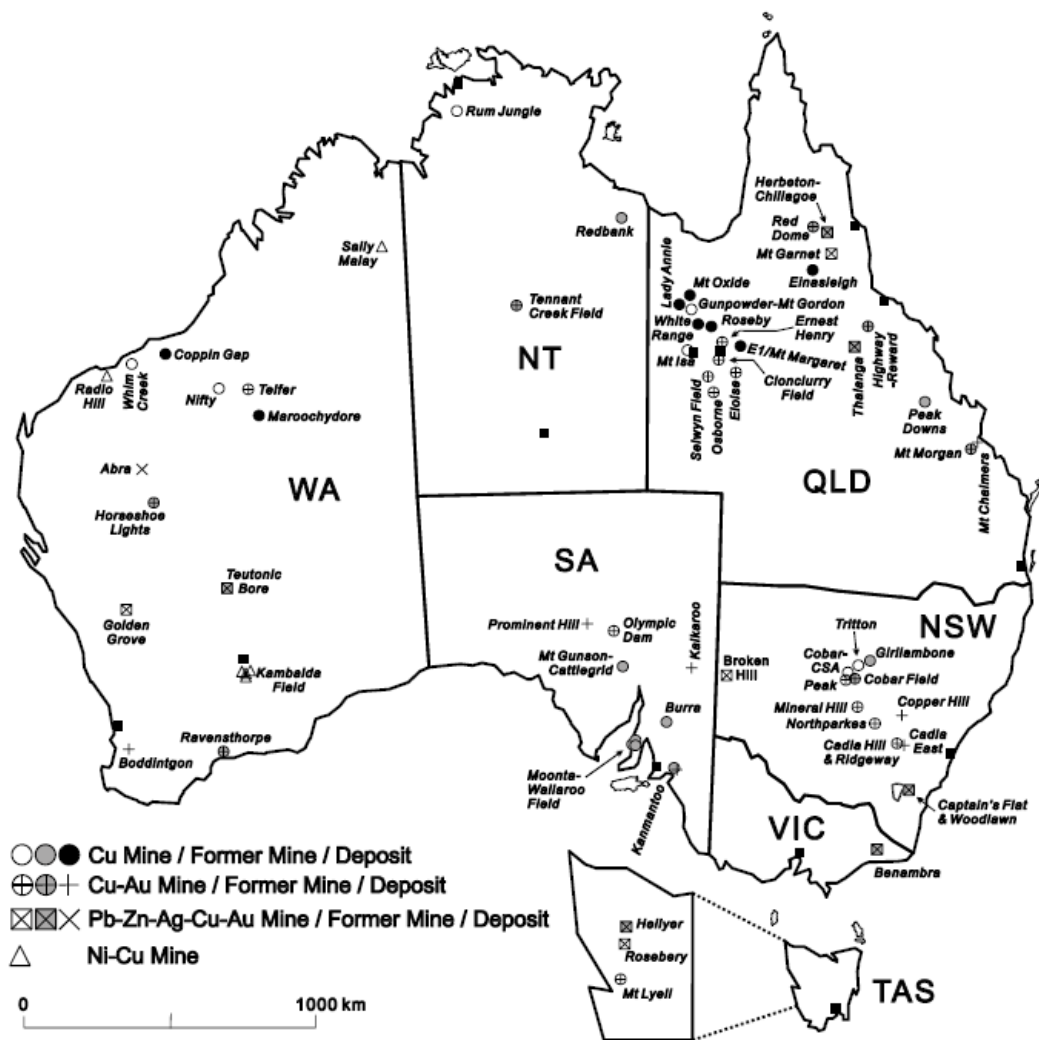 Rum Jungle
Herbeton-
Chillagoe
Red
Dome
Mt Garnet
Einasleigh
Redbank
Sally
Malay
Lady Annie
Mt Oxide
Gunpowder-Mt Gordon
White
Range
Roseby
Ernest
Henry
Mt Isa
E1/Mt Margaret
Clonclurry
Field
Selwyn Field
Osborne
Eloise
Thalanga
Highway
-Reward
Tennant
Creek Field
NT
Coppin Gap
Radio
Hill
Whim
Creek
Nifty
Telfer
Maroochydore
Peak
Downs
Mt Morgan
Mt Chalmers
Abra
WA
QLD
Horseshoe
Lights
SA
Teutonic
Bore
Golden
Grove
Prominent Hill
Olympic
Dam
Kalkaroo
Mt Gunson-
Cattlegrid
Broken
Hill
Tritton
NSW
Cobar-
CSA
Girilambone
Peak
Cobar Field
Kambalda
Field
Mineral Hill
Copper Hill
Northparkes
Burra
Cadia Hill
& Ridgeway
Cadia
East
Ravensthorpe
Boddintgon
Moonta-
Wallaroo
Field
Kanmantoo
Captain's Flat
& Woodlawn
VIC
Benambra
Cu Mine / Former Mine / Deposit
Cu-Au Mine / Former Mine / Deposit
Pb-Zn-Ag-Cu-Au Mine / Former Mine / Deposit
Ni-Cu Mine
Hellyer
Rosebery
Mt Lyell
TAS
0
1000 km